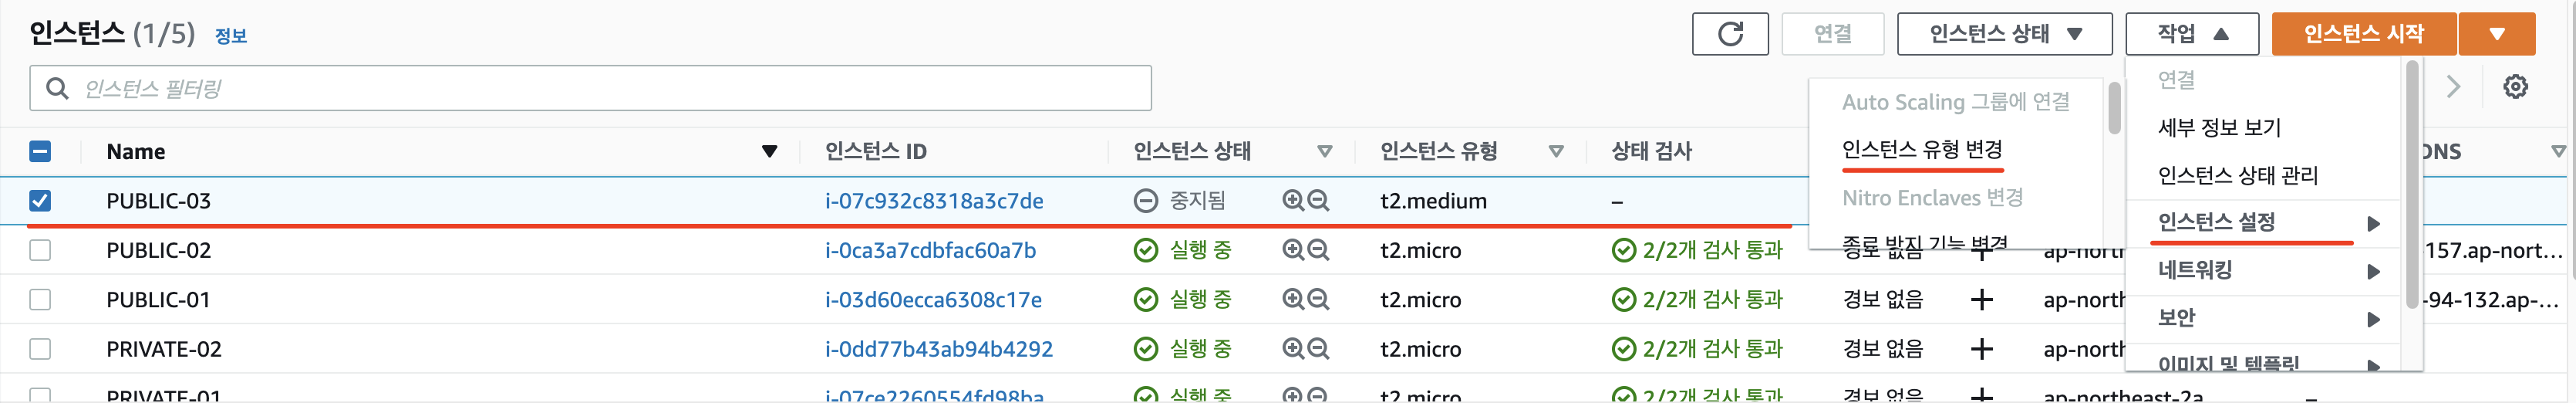 인스턴스 (1/5) 정보
연결
인스턴스 상태
작업
인스턴스 시작
인스턴스 필터링
연결
세부 정보 보기
인스턴스 상태 관리
인스턴스 설정
네트워킹
보안
이미지 및 템플릿
Auto Scaling 그룹에 연결
인스턴스 유형 변경
Nitro Enclaves 변경
종료 방지 기능 변경
Name 인스턴스 ID 인스턴스 상태 인스턴스 유형 상태 검사 DNS
PUBLIC-03 i-07c932c8318a3c7de 중지됨 t2.medium –
PUBLIC-02 i-0ca3a7cdbfac60a7b 실행 중 t2.micro 2/2개 검사 통과 경보 없음 + ap-north -157.ap-nort...
PUBLIC-01 i-03d60ecca6308c17e 실행 중 t2.micro 2/2개 검사 통과 경보 없음 + ap-north -94-132.ap-...
PRIVATE-02 i-0dd77b43ab94b4292 실행 중 t2.micro 2/2개 검사 통과 경보 없음 + ap-north
PRIVATE-01 i-07ce2260554fd98ba 실행 중 t2.micro 2/2개 검사 통과 경보 없음 + ap-northeast-2a –